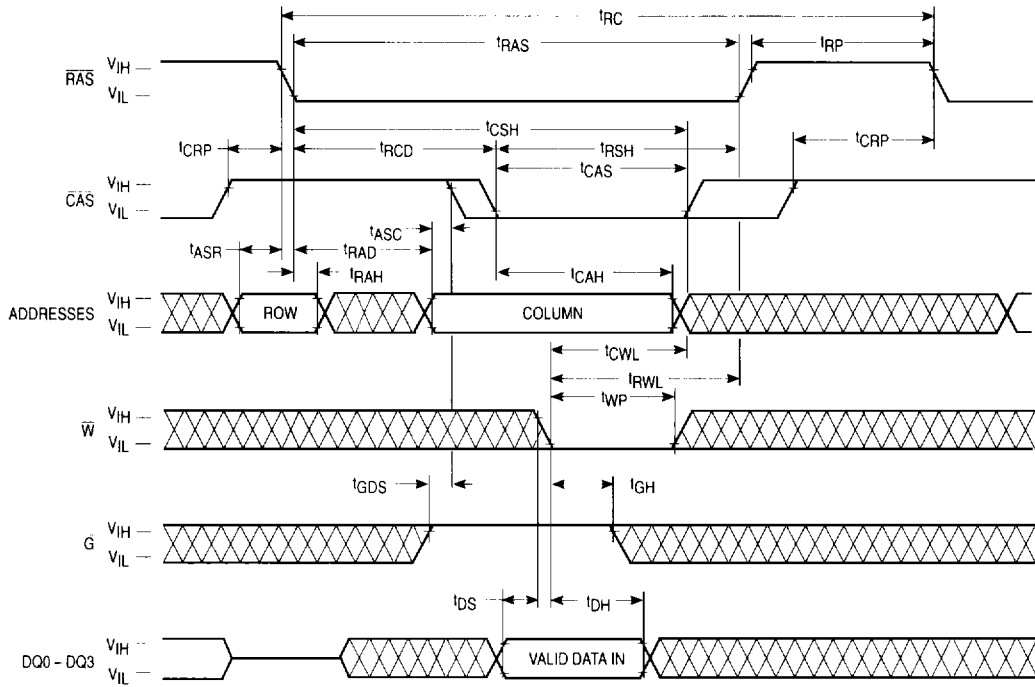 tRC
tRAS
tRP
RAS
VIH
VIL
tCSH
tCRP
tRCD
tRSH
tCRP
tCAS
CAS
VIH
VIL
tASC
tASR
tRAD
tRAH
tCAH
ADDRESSES
VIH
VIL
ROW
COLUMN
tCWL
tRWL
tWP
W
VIH
VIL
tGDS
tGH
G
VIH
VIL
tDS
tDH
DQ0 – DQ3
VIH
VIL
VALID DATA IN